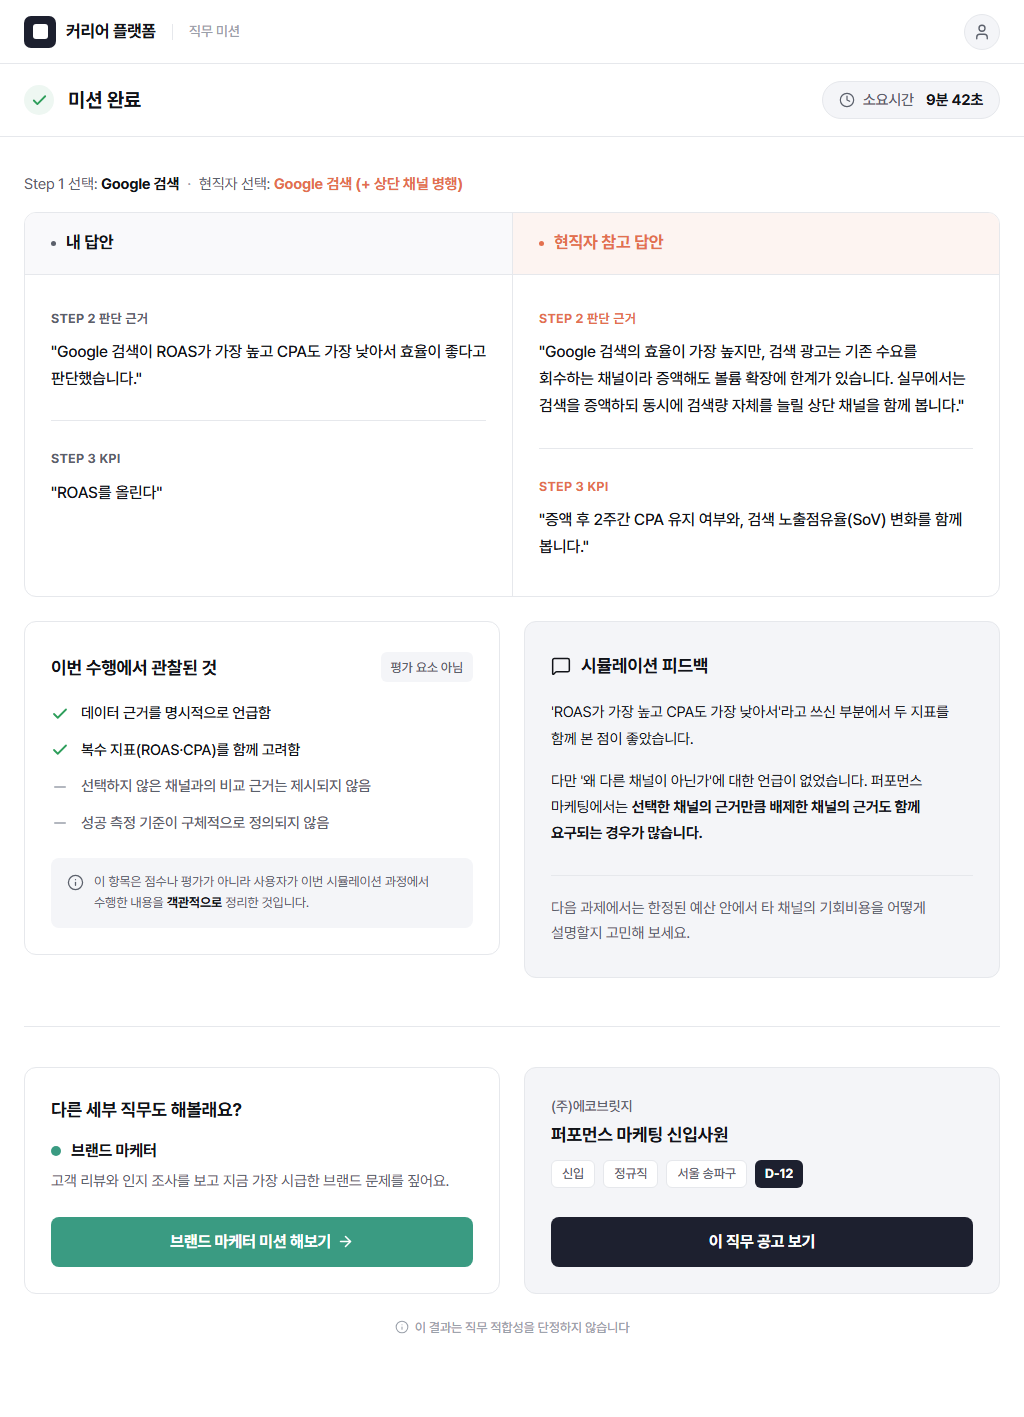 커리어 플랫폼
직무 미션
미션 완료
소요시간 9분 42초
Step 1 선택: Google 검색 · 현직자 선택: Google 검색 (+ 상단 채널 병행)
내 답안
STEP 2 판단 근거
"Google 검색이 ROAS가 가장 높고 CPA도 가장 낮아서 효율이 좋다고
판단했습니다."
STEP 3 KPI
"ROAS를 올린다"
현직자 참고 답안
STEP 2 판단 근거
"Google 검색의 효율이 가장 높지만, 검색 광고는 기존 수요를
회수하는 채널이라 증액해도 볼륨 확장에 한계가 있습니다. 실무에서는
검색을 증액하되 동시에 검색량 자체를 늘릴 상단 채널을 함께 봅니다."
STEP 3 KPI
"증액 후 2주간 CPA 유지 여부와, 검색 노출점유율(SoV) 변화를 함께
봅니다."
이번 수행에서 관찰된 것
평가 요소 아님
데이터 근거를 명시적으로 언급함
복수 지표(ROAS·CPA)를 함께 고려함
선택하지 않은 채널과의 비교 근거는 제시되지 않음
성공 측정 기준이 구체적으로 정의되지 않음
이 항목은 점수나 평가가 아니라 사용자가 이번 시뮬레이션 과정에서
수행한 내용을 객관적으로 정리한 것입니다.
시뮬레이션 피드백
'ROAS가 가장 높고 CPA도 가장 낮아서'라고 쓰신 부분에서 두 지표를
함께 본 점이 좋았습니다.
다만 '왜 다른 채널이 아닌가'에 대한 언급이 없었습니다. 퍼포먼스
마케팅에서는 선택한 채널의 근거만큼 배제한 채널의 근거도 함께
요구되는 경우가 많습니다.
다음 과제에서는 한정된 예산 안에서 타 채널의 기회비용을 어떻게
설명할지 고민해 보세요.
다른 세부 직무도 해볼래요?
브랜드 마케터
고객 리뷰와 인지 조사를 보고 지금 가장 시급한 브랜드 문제를 짚어요.
브랜드 마케터 미션 해보기 →
(주)에코브릿지
퍼포먼스 마케팅 신입사원
신입
정규직
서울 송파구
D-12
이 직무 공고 보기
이 결과는 직무 적합성을 단정하지 않습니다